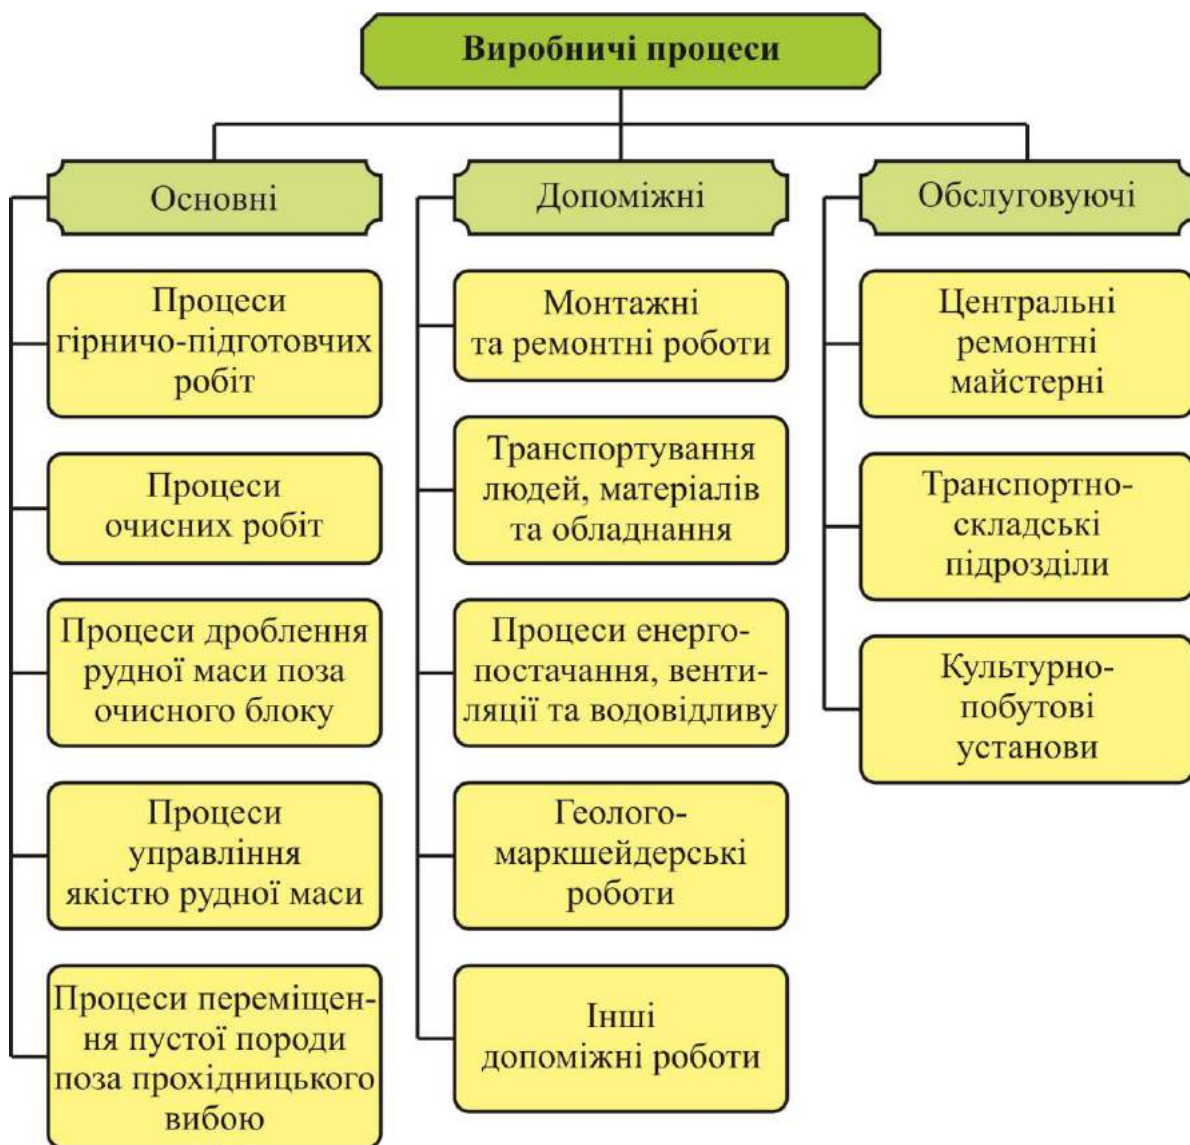 Виробничі процеси
Основні
Процеси
гірничо-підготовчих
робіт
Процеси
очисних робіт
Процеси дроблення
рудної маси поза
очисного блоку
Процеси
управління
якістю рудної маси
Процеси переміщен-
ня пустої породи
поза прохідницького
вибою
Допоміжні
Монтажні
та ремонтні роботи
Транспортування
людей, матеріалів
та обладнання
Процеси енерго-
постачання, венти-
ляції та водовідливу
Геолого-
маркшейдерські
роботи
Інші
допоміжні роботи
Обслуговуючі
Центральні
ремонтні
майстерні
Транспортно-
складські
підрозділи
Культурно-
побутові
установи